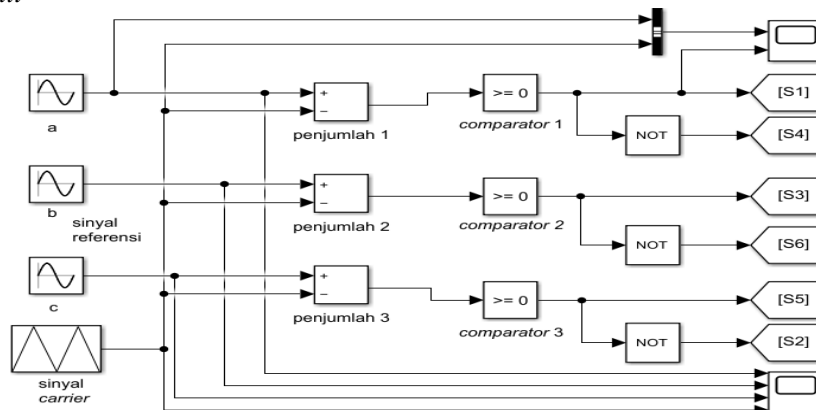 a
+
−
penjumlah 1
>= 0
comparator 1
[S1]
NOT
[S4]
b
sinyal
referensi
+
−
penjumlah 2
>= 0
comparator 2
[S3]
NOT
[S6]
c
+
−
penjumlah 3
>= 0
comparator 3
[S5]
NOT
[S2]
sinyal
carrier